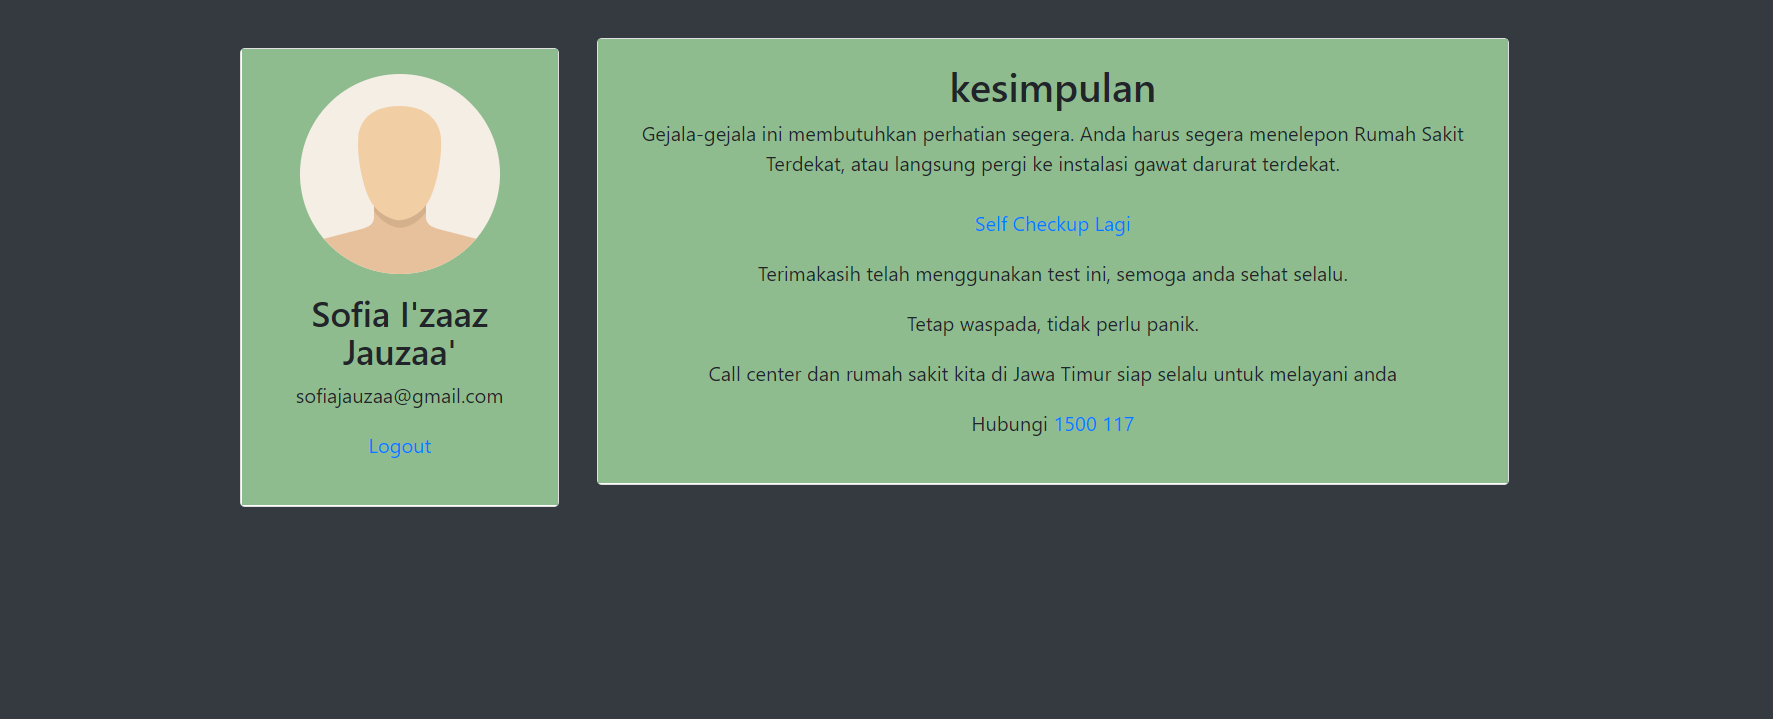 Sofia I'zaaz
Jauzaa'
sofiajauzaa@gmail.com
Logout
kesimpulan
Gejala-gejala ini membutuhkan perhatian segera. Anda harus segera menelepon Rumah Sakit
Terdekat, atau langsung pergi ke instalasi gawat darurat terdekat.
Self Checkup Lagi
Terimakasih telah menggunakan test ini, semoga anda sehat selalu.
Tetap waspada, tidak perlu panik.
Call center dan rumah sakit kita di Jawa Timur siap selalu untuk melayani anda
Hubungi 1500 117